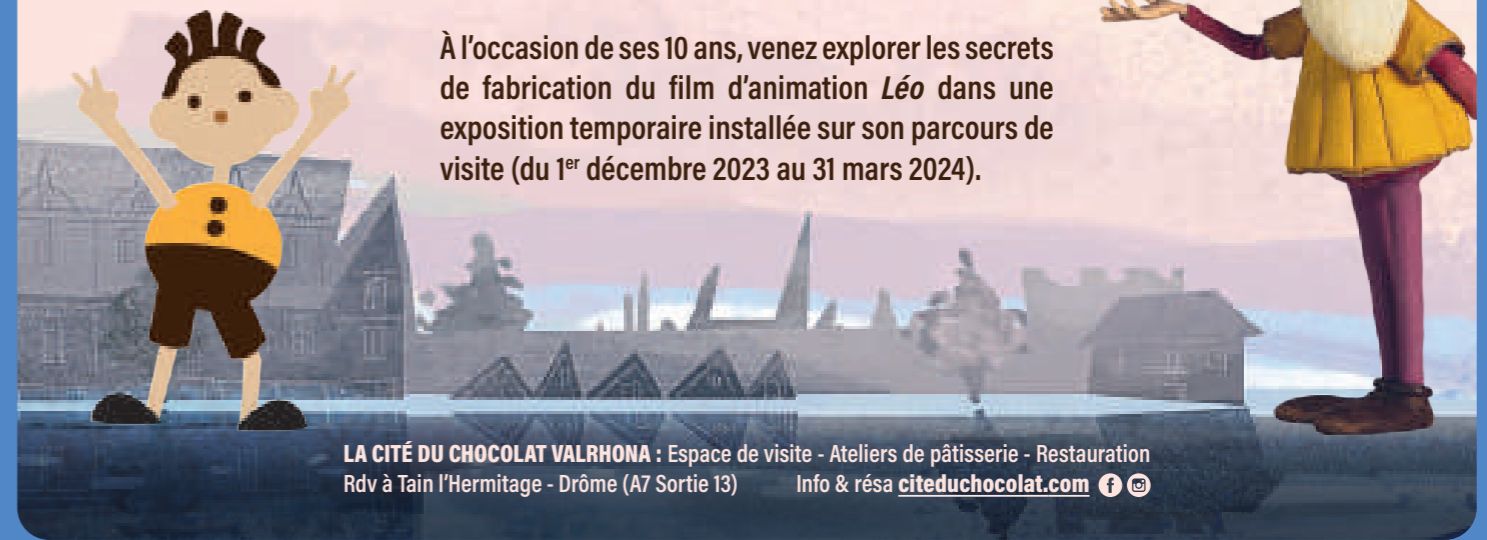 À l'occasion de ses 10 ans, venez explorer les secrets
de fabrication du film d'animation Léo dans une
exposition temporaire installée sur son parcours de
visite (du 1er décembre 2023 au 31 mars 2024).
LA CITÉ DU CHOCOLAT VALRHONA : Espace de visite - Ateliers de pâtisserie - Restauration
Rdv à Tain l'Hermitage - Drôme (A7 Sortie 13) Info & résa citeduchocolat.com